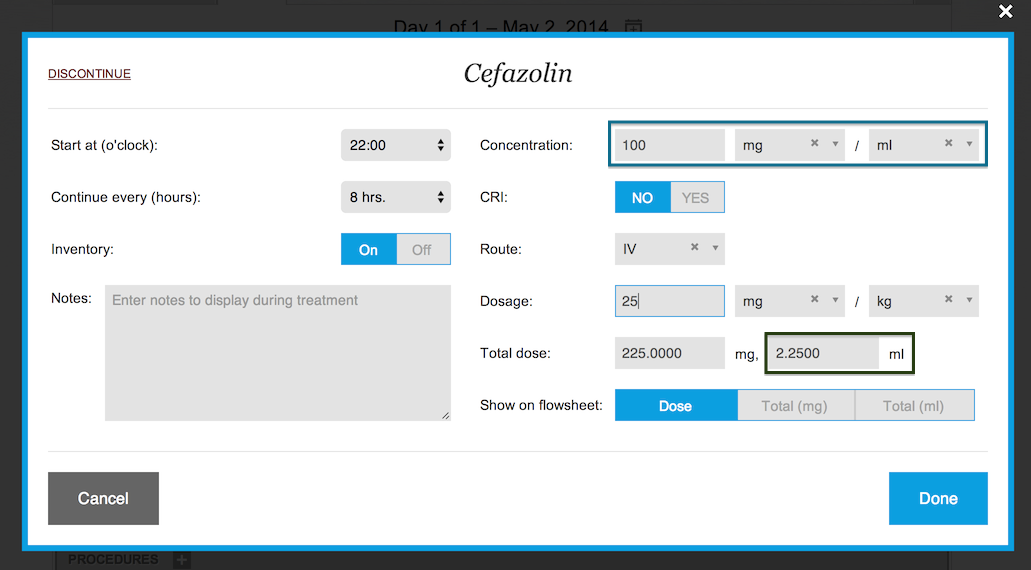 Day 1 of 1 – May 2, 2014
DISCONTINUE
Cefazolin
Start at (o'clock): 22:00
Continue every (hours): 8 hrs.
Inventory: On Off
Notes: Enter notes to display during treatment
Concentration: 100 mg / ml
CRI: NO YES
Route: IV
Dosage: 25 mg / kg
Total dose: 225.0000 mg, 2.2500 ml
Show on flowsheet: Dose Total (mg) Total (ml)
Cancel Done
PROCEDURES +